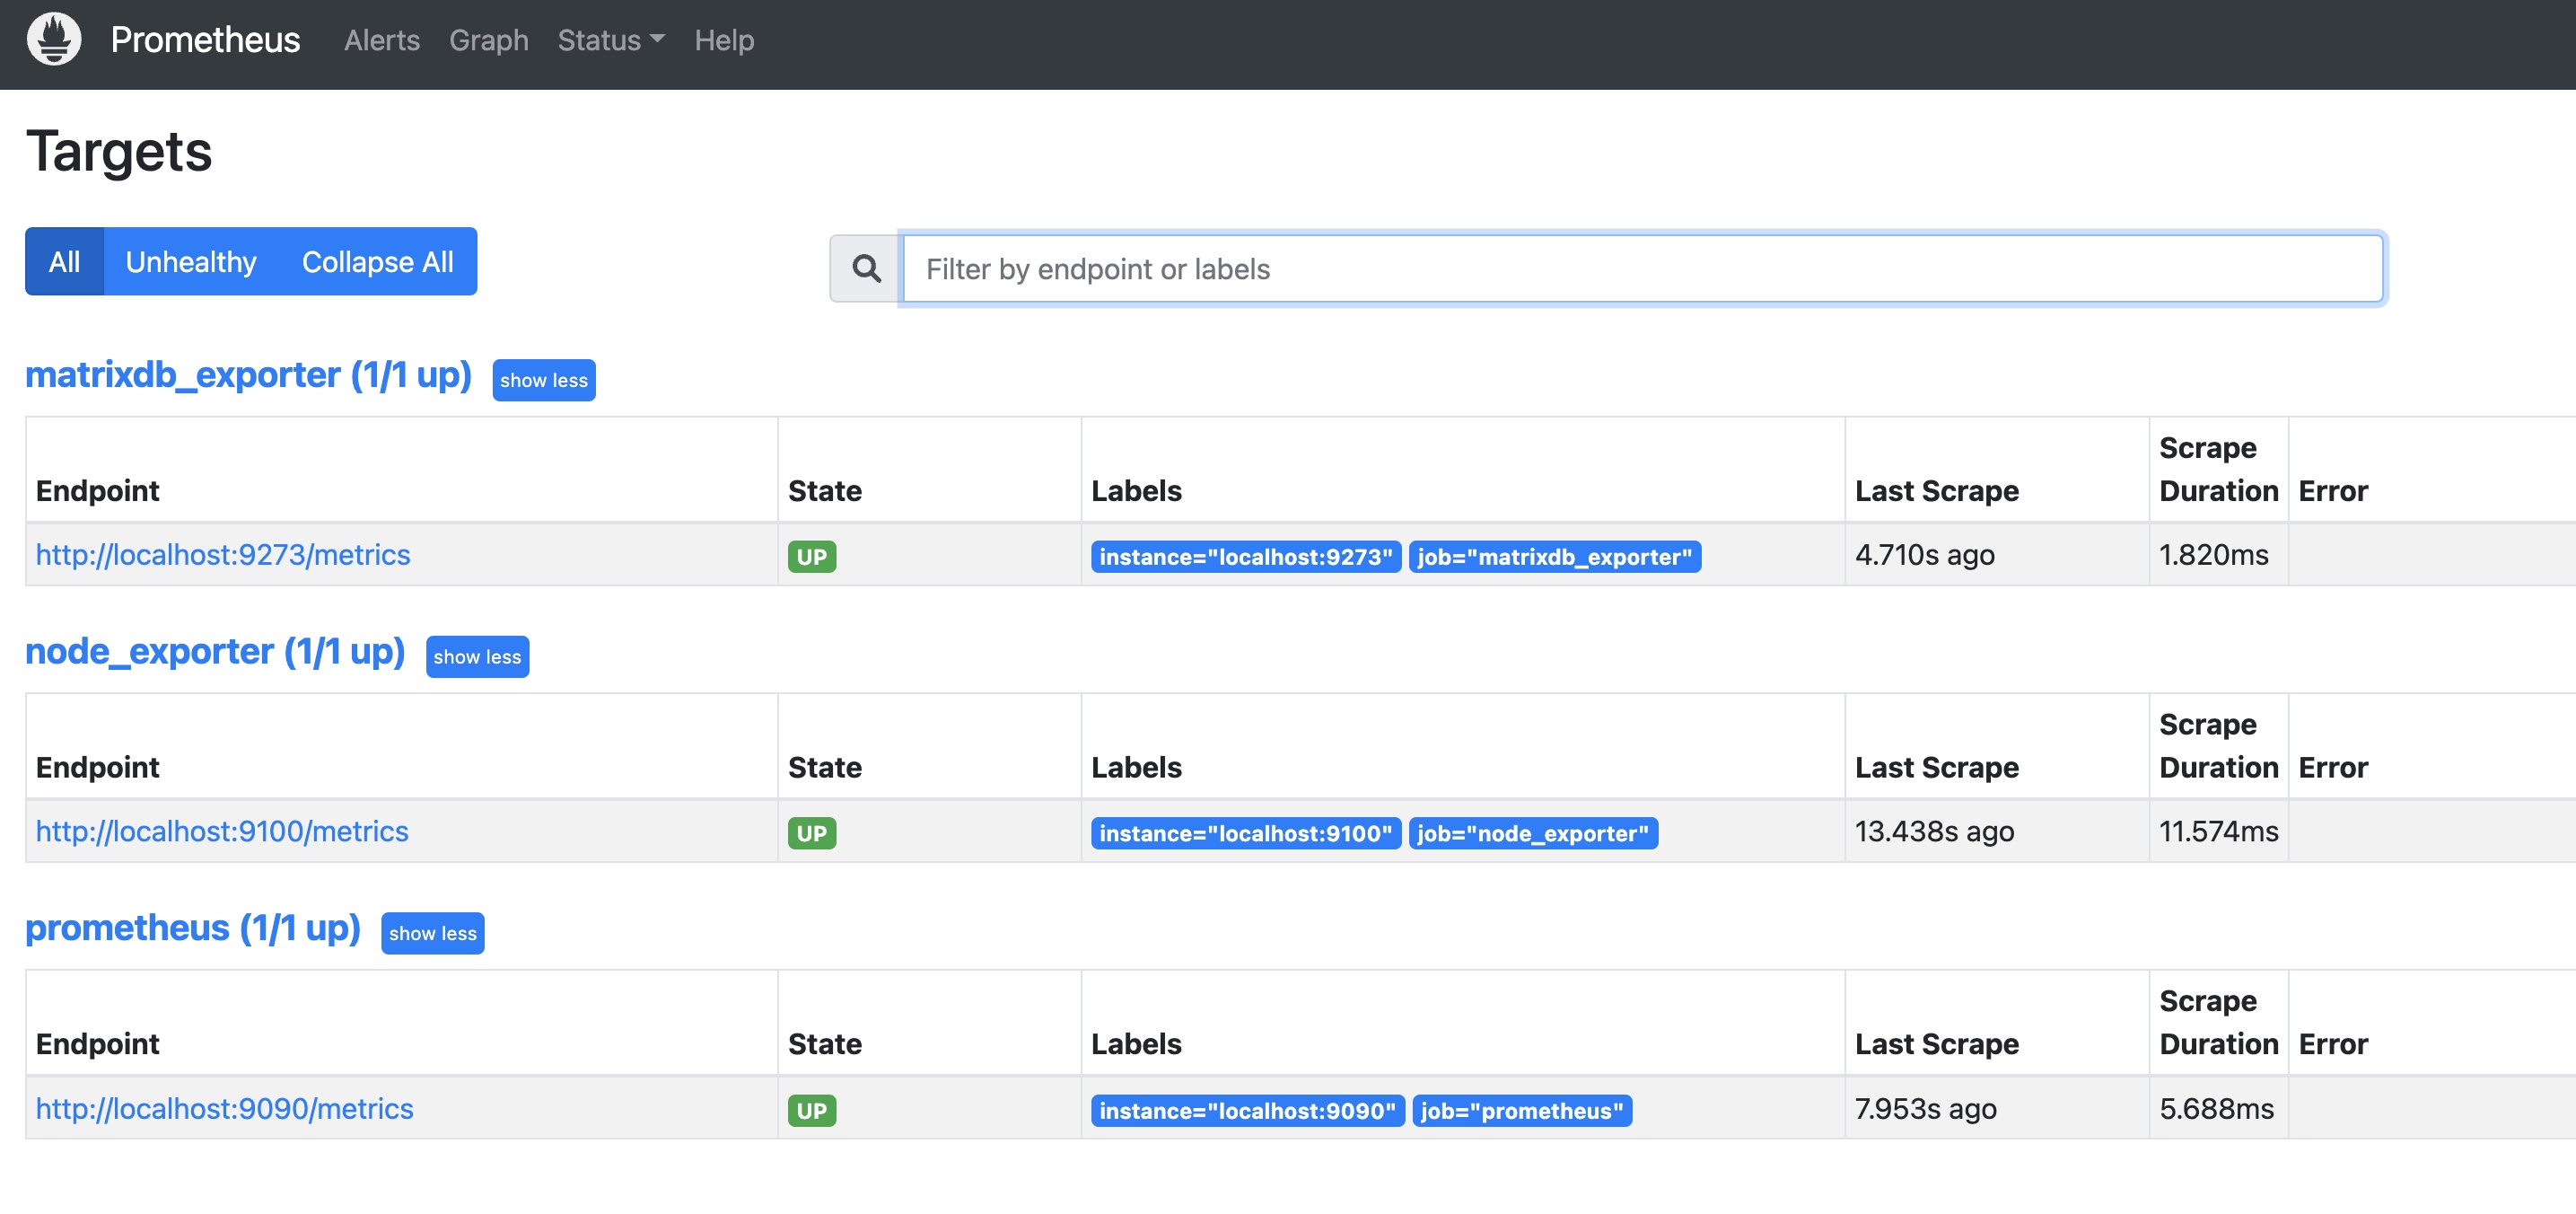 Prometheus Alerts Graph Status Help
Targets
All Unhealthy Collapse All
Filter by endpoint or labels
matrixdb_exporter (1/1 up) show less
Endpoint State Labels Last Scrape Scrape Duration Error
http://localhost:9273/metrics UP instance="localhost:9273" job="matrixdb_exporter" 4.710s ago 1.820ms
node_exporter (1/1 up) show less
Endpoint State Labels Last Scrape Scrape Duration Error
http://localhost:9100/metrics UP instance="localhost:9100" job="node_exporter" 13.438s ago 11.574ms
prometheus (1/1 up) show less
Endpoint State Labels Last Scrape Scrape Duration Error
http://localhost:9090/metrics UP instance="localhost:9090" job="prometheus" 7.953s ago 5.688ms